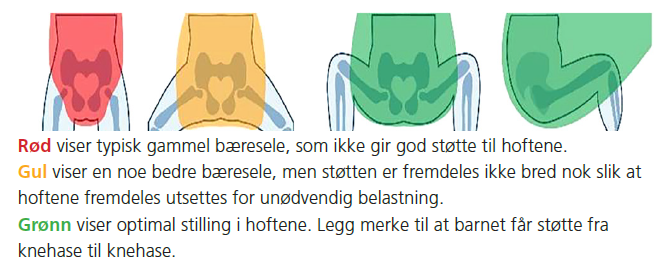 Rød viser typisk gammel bæresele, som ikke gir god støtte til hoftene.
Gul viser en noe bedre bæresele, men støtten er fremdeles ikke bred nok slik at
hoftene fremdeles utsettes for unødvendig belastning.
Grønn viser optimal stilling i hoftene. Legg merke til at barnet får støtte fra
knehase til knehase.